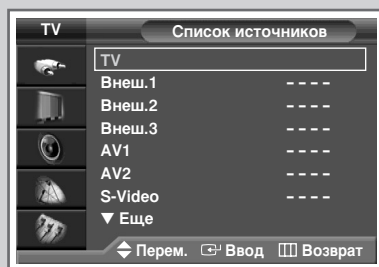 TV Список источников
TV
Внеш.1 - - - -
Внеш.2 - - - -
Внеш.3 - - - -
AV1 - - - -
AV2 - - - -
S-Video - - - -
▼ Еще
Перем. Ввод Возврат